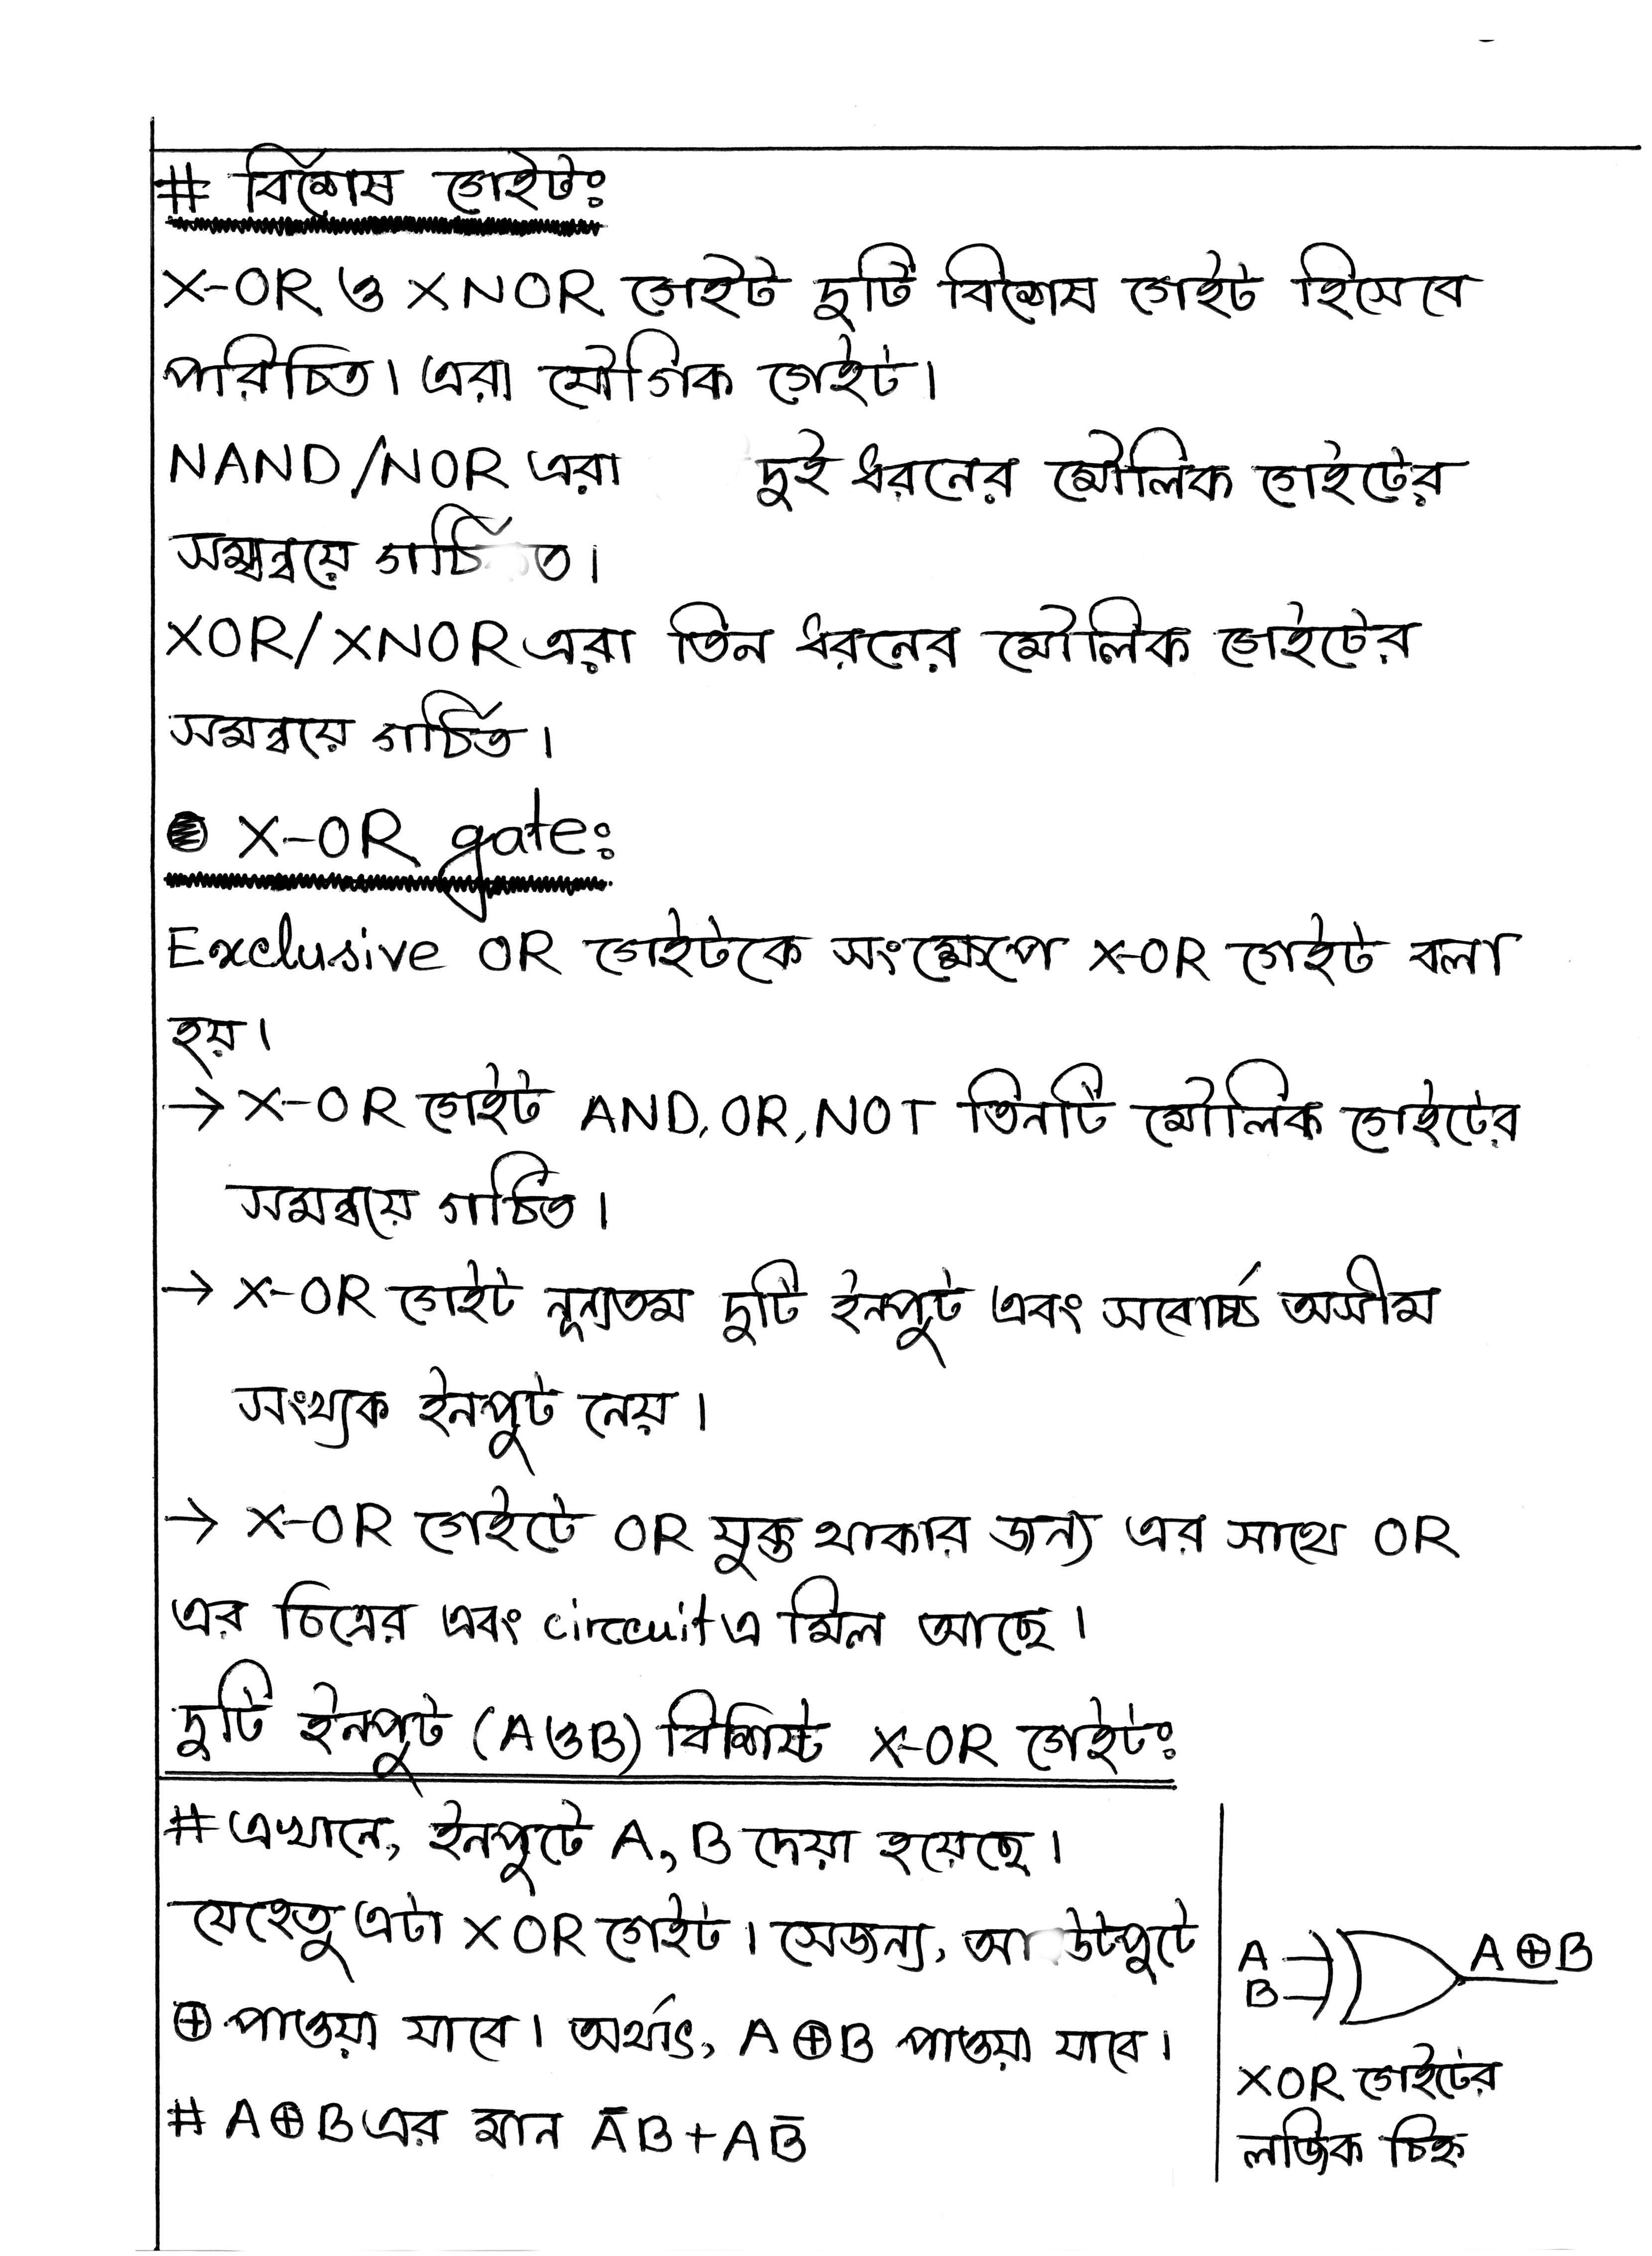 # বিশেষ গেইটঃ
X-OR ও XNOR গেইট দুটি বিশেষ গেইট হিসেবে
পরিচিত। এরা যৌগিক গেইট।
NAND/NOR এরা দুই ধরনের মৌলিক গেইটের
সমন্বয়ে গঠিত।
XOR/XNOR এরা তিন ধরনের মৌলিক গেইটের
সমন্বয়ে গঠিত।
● X-OR gate:
Exclusive OR গেইটকে সংক্ষেপে X-OR গেইট বলা
হয়।
→ X-OR গেইট AND, OR, NOT তিনটি মৌলিক গেইটের
সমন্বয়ে গঠিত।
→ X-OR গেইট নূন্যতম দুটি ইনপুট এবং সর্বোচ্চ অসীম
সংখ্যক ইনপুট নেয়।
→ X-OR গেইটে OR যুক্ত থাকার জন্য এর সাথে OR
এর চিত্রের এবং circuit এ মিল আছে।
দুটি ইনপুট (A ও B) বিশিষ্ট X-OR গেইটঃ
# এখানে, ইনপুটে A, B দেয়া হয়েছে।
যেহেতু এটা XOR গেইট। সেজন্য, আউটপুটে
⊕ পাওয়া যাবে। অর্থাৎ, A⊕B পাওয়া যাবে।
# A⊕B এর মান A̅B+AB̅
A
B
A⊕B
XOR গেইটের
লজিক চিহ্ন